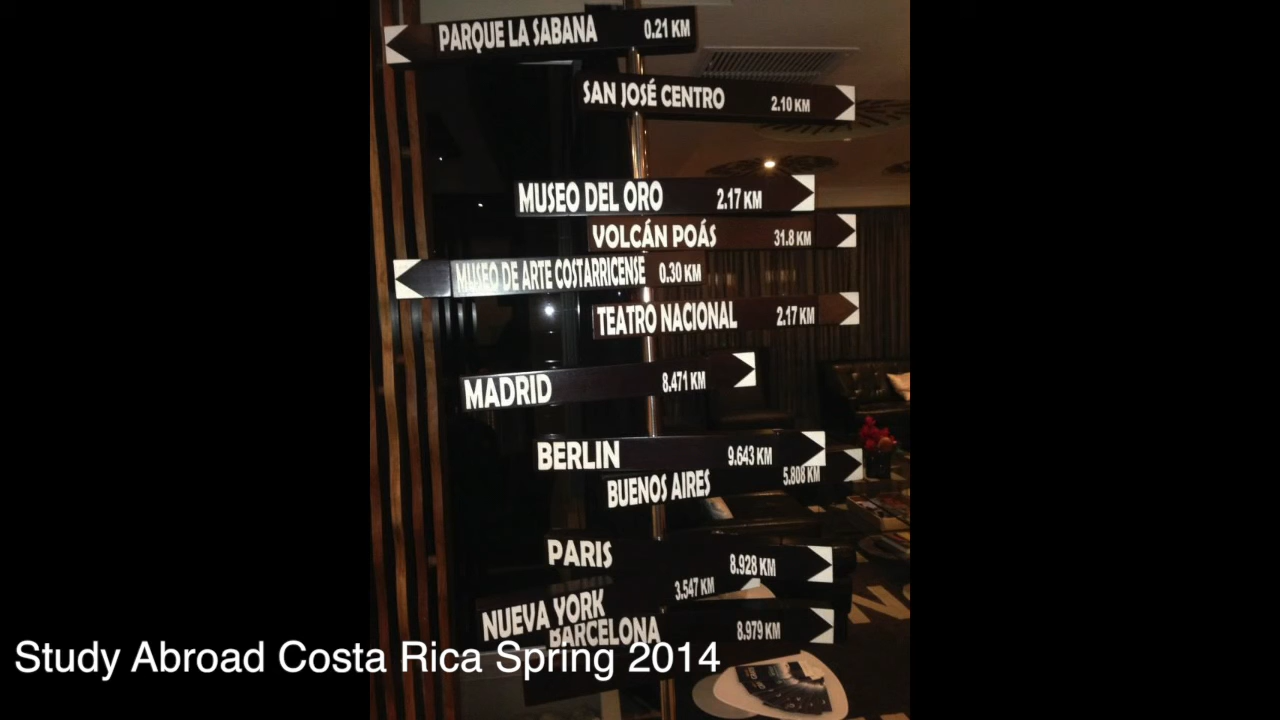 PARQUE LA SABANA 0.21 KM
SAN JOSÉ CENTRO 2.10 KM
MUSEO DEL ORO 2.17 KM
VOLCÁN POÁS 31.8 KM
MUSEO DE ARTE COSTARRICENSE 0.30 KM
TEATRO NACIONAL 2.17 KM
MADRID 8.471 KM
BERLIN 9.643 KM
BUENOS AIRES 5.808 KM
PARIS 8.928 KM
NUEVA YORK 3.547 KM
BARCELONA 8.979 KM
Study Abroad Costa Rica Spring 2014